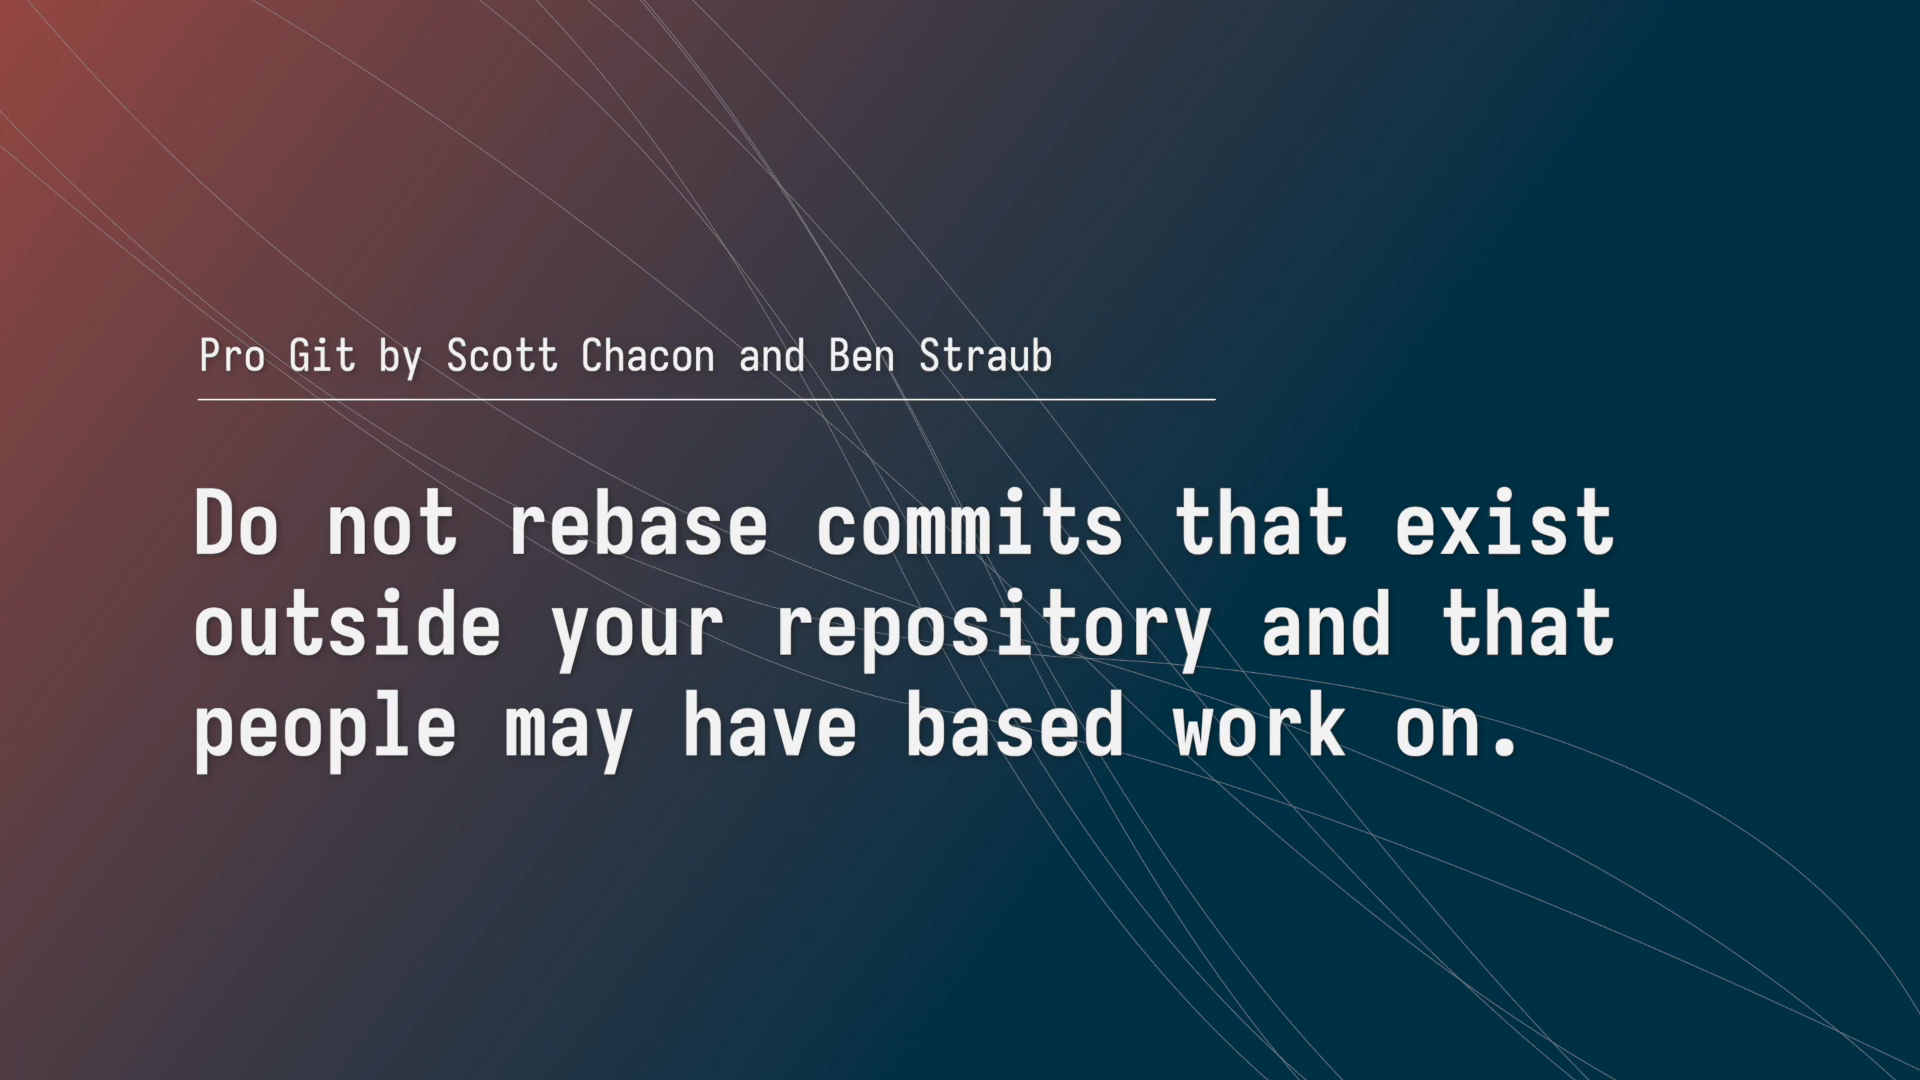 Pro Git by Scott Chacon and Ben Straub
Do not rebase commits that exist
outside your repository and that
people may have based work on.